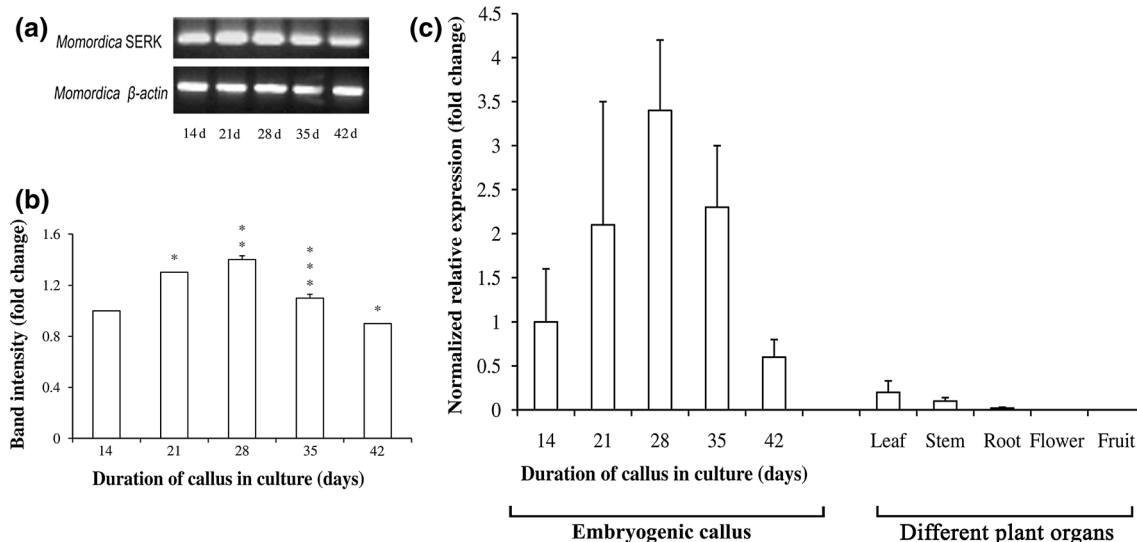 (a)
Momordica SERK
Momordica β-actin
14 d 21 d 28 d 35 d 42 d
(b)
Band intensity (fold change)
1.6
1.2
0.8
0.4
0
*
* *
* * *
*
14 21 28 35 42
Duration of callus in culture (days)
(c)
Normalized relative expression (fold change)
4.5
4
3.5
3
2.5
2
1.5
1
0.5
0
14 21 28 35 42 Leaf Stem Root Flower Fruit
Duration of callus in culture (days)
Embryogenic callus
Different plant organs